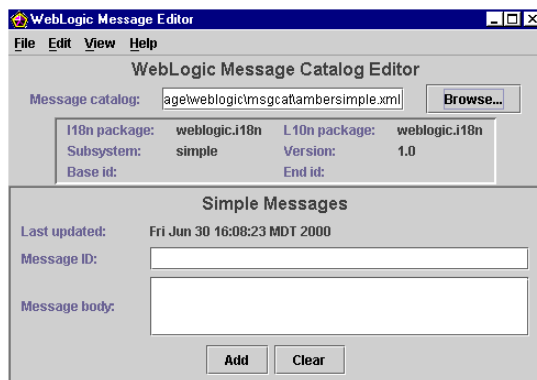 WebLogic Message Editor
File Edit View Help
WebLogic Message Catalog Editor
Message catalog: age\weblogic\msgcat\ambersimple.xml Browse...
I18n package: weblogic.i18n L10n package: weblogic.i18n
Subsystem: simple Version: 1.0
Base id: End id:
Simple Messages
Last updated: Fri Jun 30 16:08:23 MDT 2000
Message ID:
Message body:
Add Clear